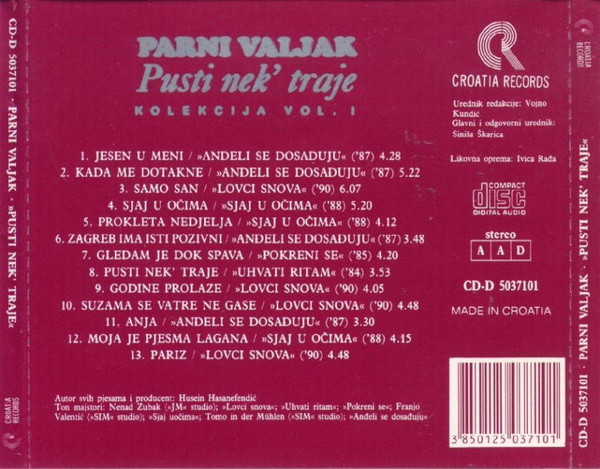 CD-D 5037101 · PARNI VALJAK · »PUSTI NEK' TRAJE«
CROATIA
RECORDS
PARNI VALJAK
Pusti nek' traje
KOLEKCIJA VOL. I
1. JESEN U MENI / »ANĐELI SE DOSAĐUJU« ('87) 4.28
2. KADA ME DOTAKNE / »ANĐELI SE DOSAĐUJU« ('87) 5.22
3. SAMO SAN / »LOVCI SNOVA« ('90) 6.07
4. SJAJ U OČIMA / »SJAJ U OČIMA« ('88) 5.20
5. PROKLETA NEDJELJA / »SJAJ U OČIMA« ('88) 4.12
6. ZAGREB IMA ISTI POZIVNI / »ANĐELI SE DOSAĐUJU« ('87) 3.48
7. GLEDAM JE DOK SPAVA / »POKRENI SE« ('85) 4.20
8. PUSTI NEK' TRAJE / »UHVATI RITAM« ('84) 3.53
9. GODINE PROLAZE / »LOVCI SNOVA« ('90) 4.05
10. SUZAMA SE VATRE NE GASE / »LOVCI SNOVA« ('90) 4.48
11. ANJA / »ANĐELI SE DOSAĐUJU« ('87) 3.30
12. MOJA JE PJESMA LAGANA / »SJAJ U OČIMA« ('88) 4.15
13. PARIZ / »LOVCI SNOVA« ('90) 4.48
Autor svih pjesama i producent: Husein Hasanefendić
Ton majstori: Nenad Zubak (»JM« studio); »Lovci snova«; »Uhvati ritam«; »Pokreni se«; Franjo
Valentić (»SIM« studio); »Sjaj uočima«; Tomo in der Mühlen (»SIM« studio); »Anđeli se dosađuju«
CROATIA RECORDS
Urednik redakcije: Vojno
Kundić
Glavni i odgovorni urednik:
Siniša Škarica
Likovna oprema: Ivica Rađa
COMPACT
disc
DIGITAL AUDIO
stereo
A A D
CD-D 5037101
MADE IN CROATIA
3 850125 037101
CROATIA
RECORDS
CD-D 5037101 · PARNI VALJAK · »PUSTI NEK' TRAJE«